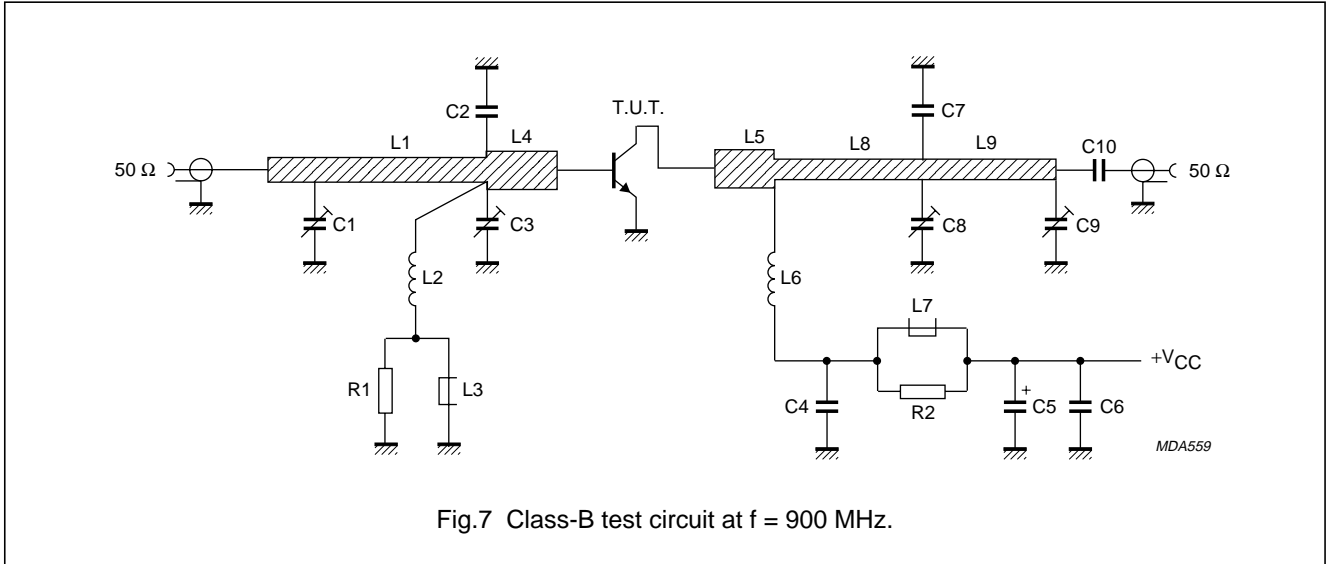 C2
T.U.T.
C7
L1
L4
L5
L8
L9
C10
50 Ω
50 Ω
C1
C3
C8
C9
L2
L6
L7
+VCC
R1
L3
C4
R2
+
C5
C6
MDA559
Fig.7 Class-B test circuit at f = 900 MHz.